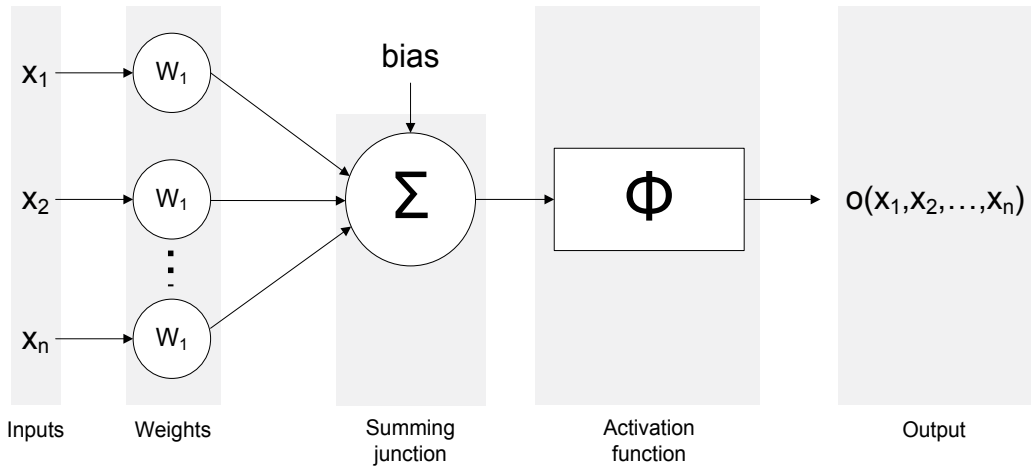 bias
x₁ W₁
x₂ W₁ Σ Φ o(x₁,x₂,…,xₙ)
⋮
xₙ W₁
Inputs Weights Summing junction Activation function Output